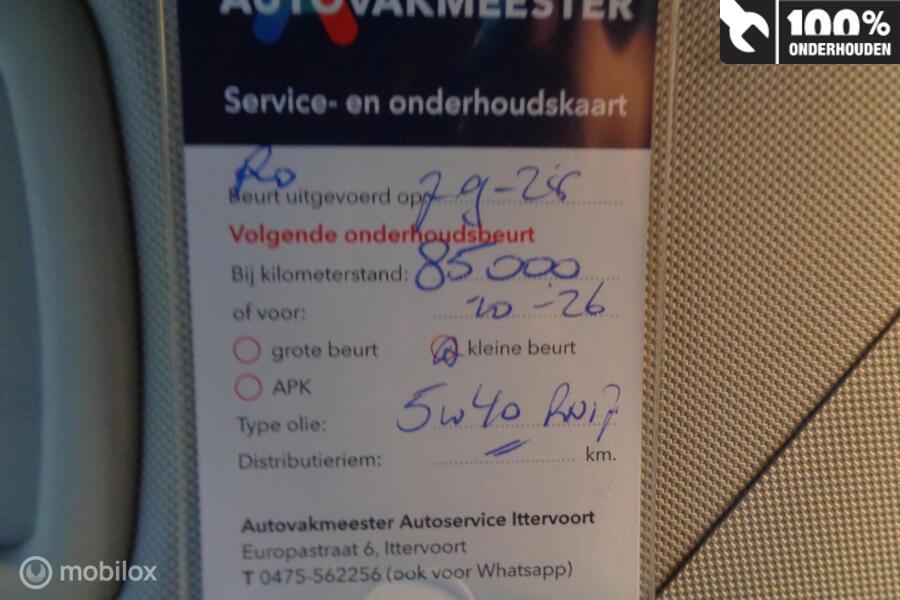 100%
ONDERHOUDEN
AUTOVAKMEESTER
Service- en onderhoudskaart
Beurt uitgevoerd op
Volgende onderhoudsbeurt
Bij kilometerstand: 85000
of voor: 10-26
grote beurt kleine beurt
APK
Type olie: 5w40 RN17
Distributieriem: km.
Autovakmeester Autoservice Ittervoort
Europastraat 6, Ittervoort
T 0475-562256 (ook voor Whatsapp)
mobilox